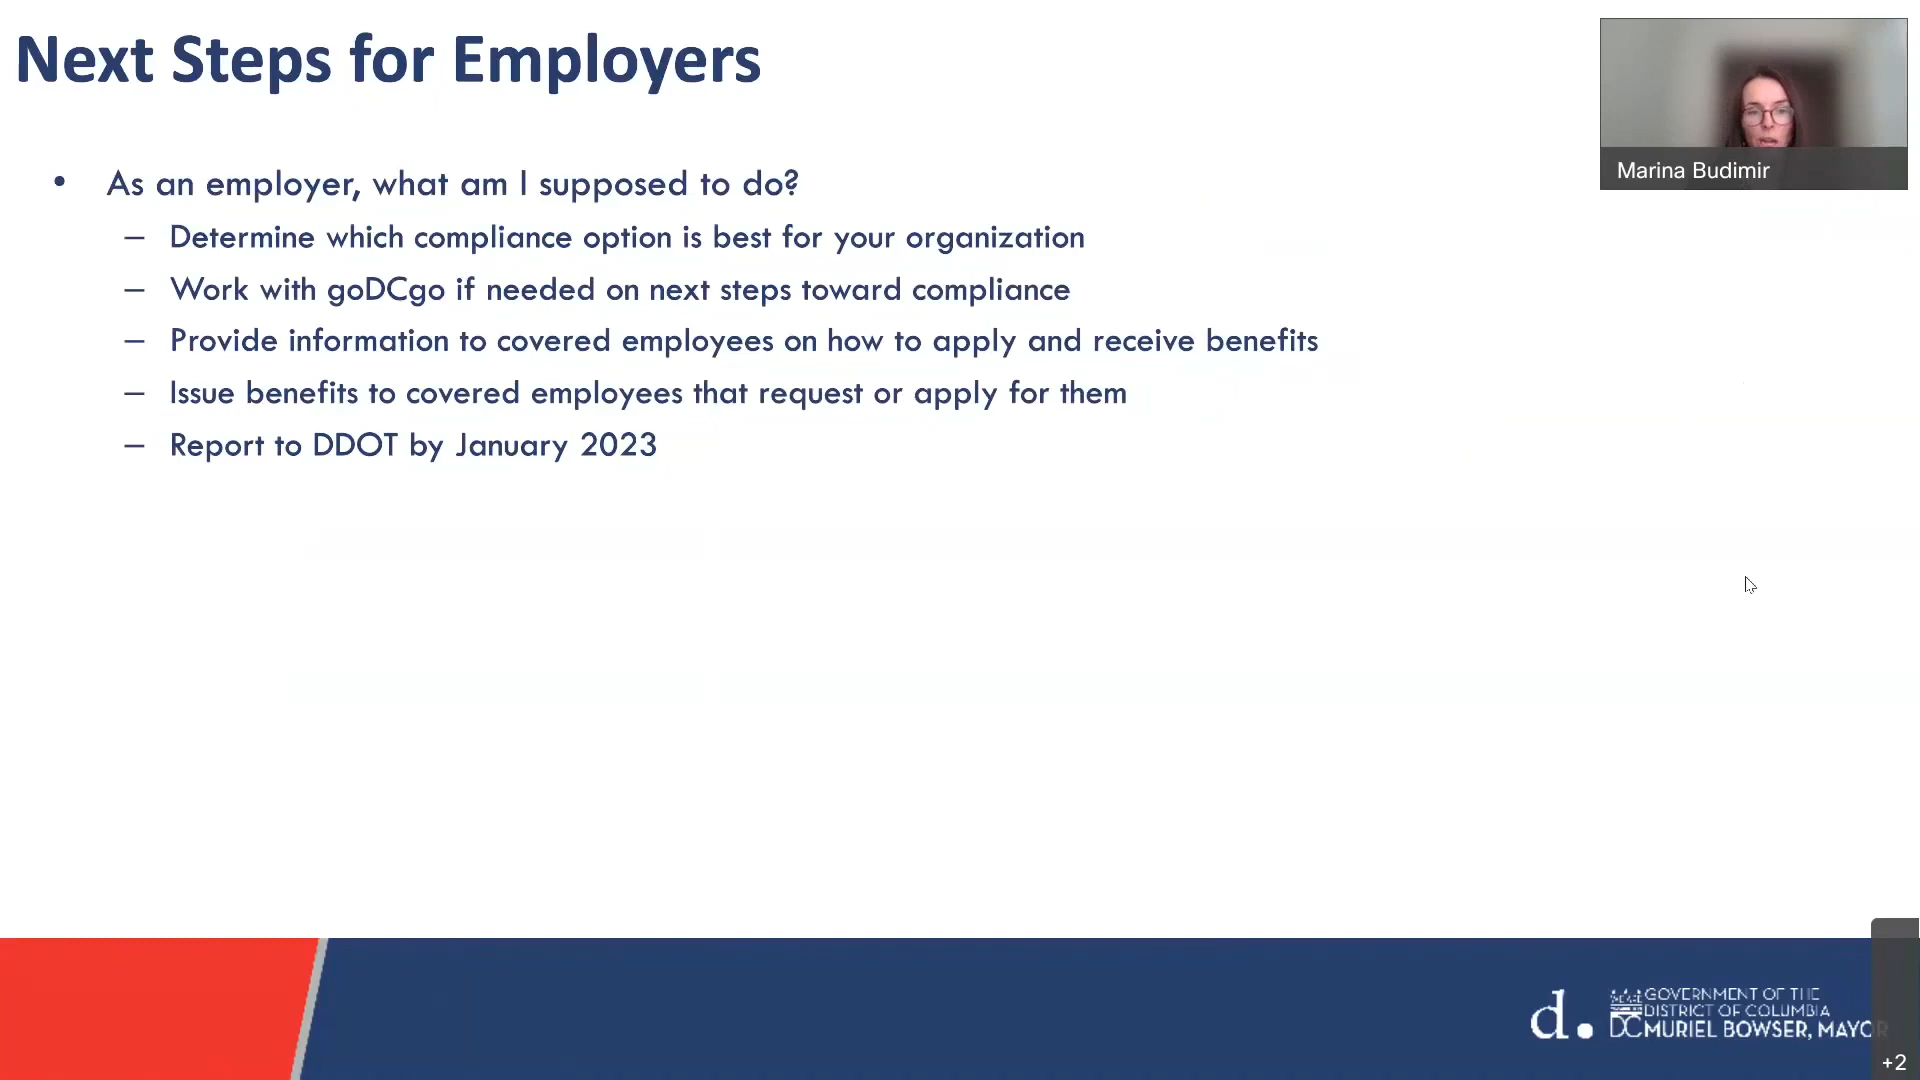 Next Steps for Employers
• As an employer, what am I supposed to do?
– Determine which compliance option is best for your organization
– Work with goDCgo if needed on next steps toward compliance
– Provide information to covered employees on how to apply and receive benefits
– Issue benefits to covered employees that request or apply for them
– Report to DDOT by January 2023
Marina Budimir
d.
WE ARE
DC
GOVERNMENT OF THE
DISTRICT OF COLUMBIA
MURIEL BOWSER, MAYOR
+2